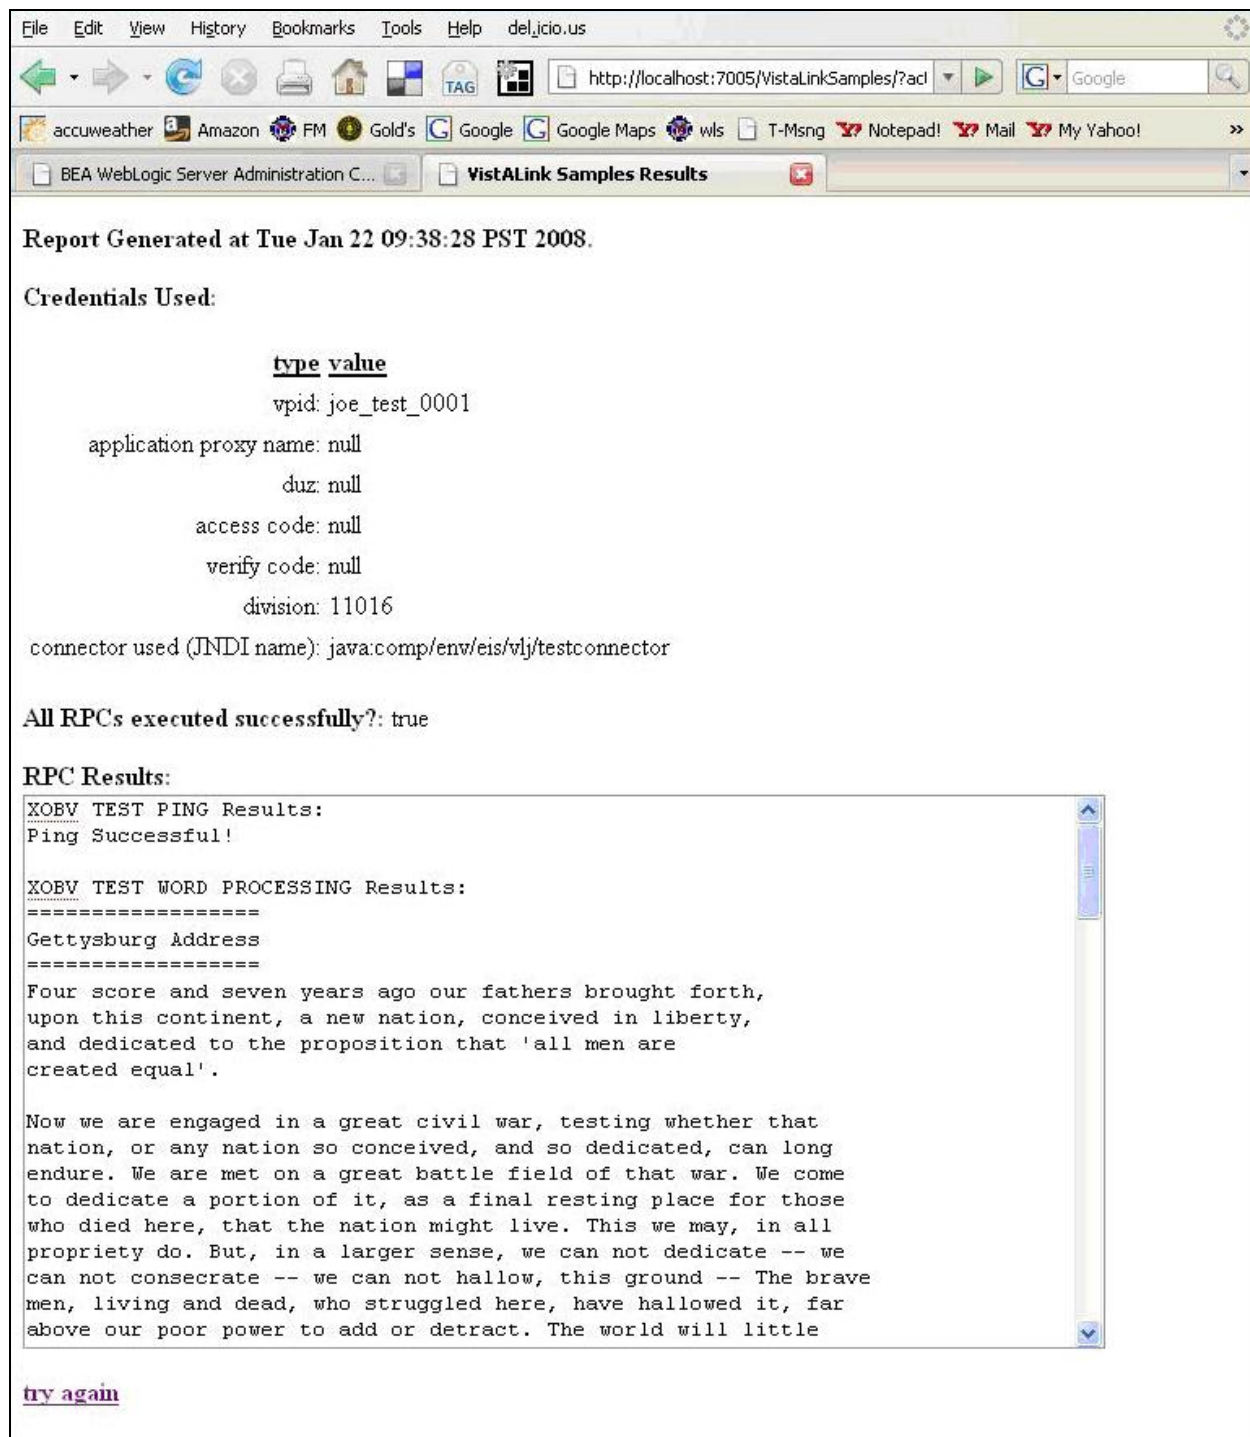 File Edit View History Bookmarks Tools Help del.icio.us
TAG http://localhost:7005/VistaLinkSamples/?acl G Google
accuweather Amazon FM Gold's Google Google Maps wls T-Msng Notepad! Mail My Yahoo! »
BEA WebLogic Server Administration C... VistALink Samples Results
Report Generated at Tue Jan 22 09:38:28 PST 2008.
Credentials Used:
type value
vpid: joe_test_0001
application proxy name: null
duz: null
access code: null
verify code: null
division: 11016
connector used (JNDI name): java:comp/env/eis/vlj/testconnector
All RPCs executed successfully?: true
RPC Results:
XOBV TEST PING Results:
Ping Successful!
XOBV TEST WORD PROCESSING Results:
==================
Gettysburg Address
==================
Four score and seven years ago our fathers brought forth,
upon this continent, a new nation, conceived in liberty,
and dedicated to the proposition that 'all men are
created equal'.
Now we are engaged in a great civil war, testing whether that
nation, or any nation so conceived, and so dedicated, can long
endure. We are met on a great battle field of that war. We come
to dedicate a portion of it, as a final resting place for those
who died here, that the nation might live. This we may, in all
propriety do. But, in a larger sense, we can not dedicate -- we
can not consecrate -- we can not hallow, this ground -- The brave
men, living and dead, who struggled here, have hallowed it, far
above our poor power to add or detract. The world will little
try again